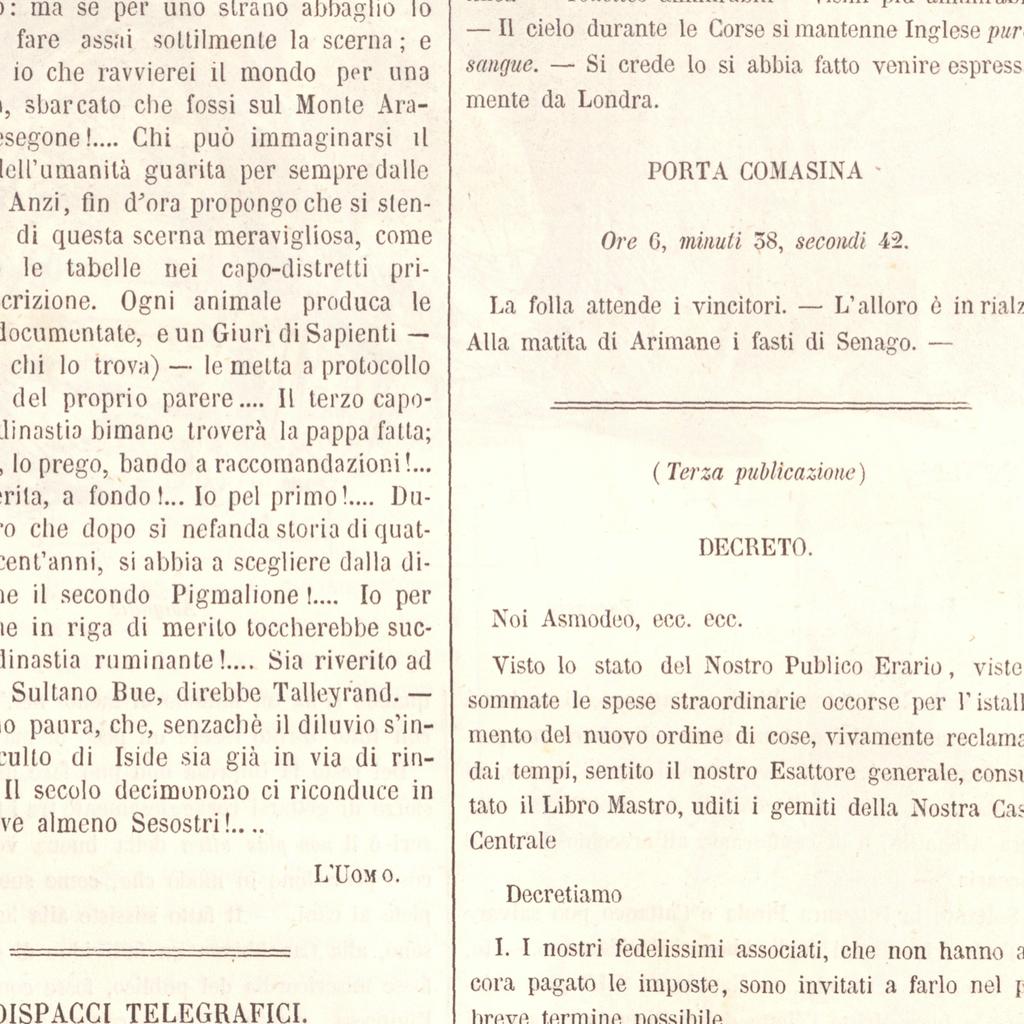 : ma se per uno strano abbaglio lo
fare assai sottilmente la scerna; e
io che ravvierei il mondo per una
sbarcato che fossi sul Monte Ara-
esegone!.... Chi può immaginarsi il
dell'umanità guarita per sempre dalle
Anzi, fin d'ora propongo che si sten-
di questa scerna meravigliosa, come
le tabelle nei capo-distretti pri-
crizione. Ogni animale produca le
documentate, e un Giurì di Sapienti —
chi lo trova) — le metta a protocollo
del proprio parere.... Il terzo capo-
dinastia bimane troverà la pappa fatta;
, lo prego, bando a raccomandazioni!...
erita, a fondo!... Io pel primo!.... Du-
ro che dopo sì nefanda storia di quat-
cent'anni, si abbia a scegliere dalla di-
ne il secondo Pigmalione!.... Io per
ne in riga di merito toccherebbe suc-
dinastia ruminante!.... Sia riverito ad
Sultano Bue, direbbe Talleyrand. —
o paura, che, senzachè il diluvio s'in-
culto di Iside sia già in via di rin-
Il secolo decimonono ci riconduce in
ve almeno Sesostri!....
L'UOMO.
DISPACCI TELEGRAFICI.
— Il cielo durante le Corse si mantenne Inglese pur
sangue. — Si crede lo si abbia fatto venire espress
mente da Londra.
PORTA COMASINA
Ore 6, minuti 38, secondi 42.
La folla attende i vincitori. — L'alloro è in rialz
Alla matita di Arimane i fasti di Senago. —
(Terza publicazione)
DECRETO.
Noi Asmodeo, ecc. ecc.
Visto lo stato del Nostro Publico Erario, viste
sommate le spese straordinarie occorse per l'istall
mento del nuovo ordine di cose, vivamente reclama
dai tempi, sentito il nostro Esattore generale, consu
tato il Libro Mastro, uditi i gemiti della Nostra Cas
Centrale
Decretiamo
I. I nostri fedelissimi associati, che non hanno a
cora pagato le imposte, sono invitati a farlo nel p
breve termine possibile